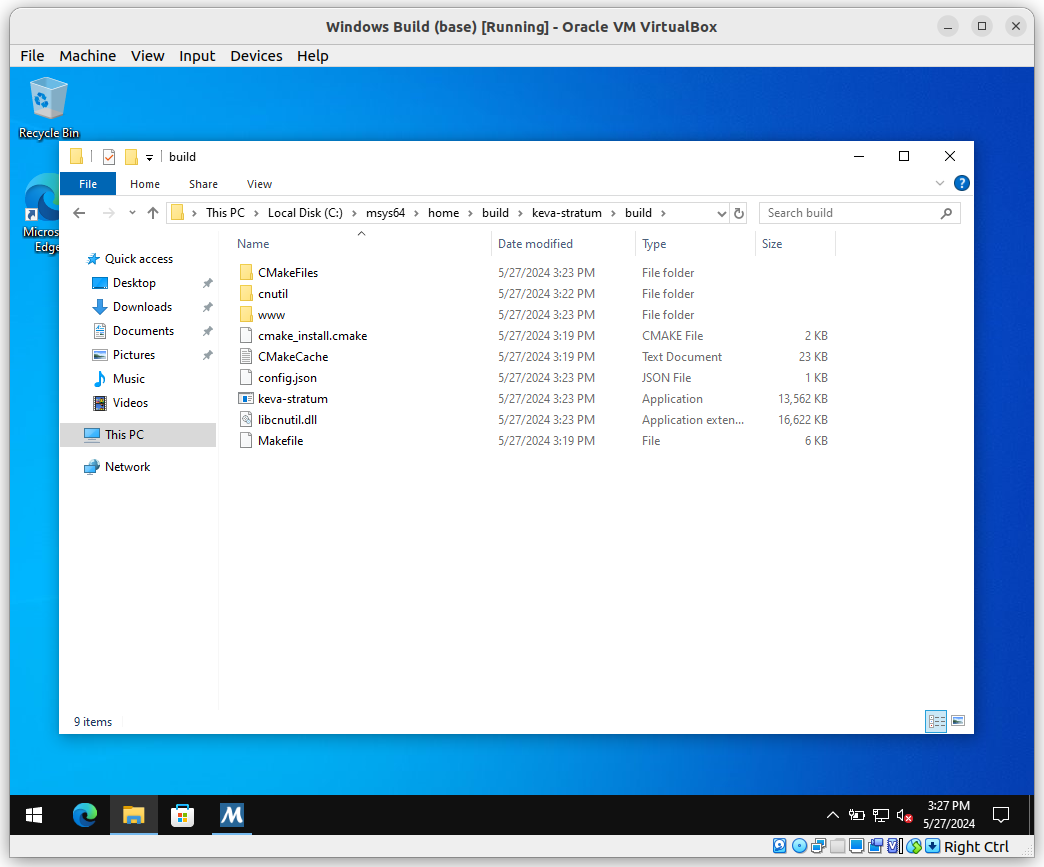 Windows Build (base) [Running] - Oracle VM VirtualBox
File Machine View Input Devices Help
Recycle Bin
build
File Home Share View
This PC Local Disk (C:) msys64 home build keva-stratum build
Search build
Micros
Edge
Name Date modified Type Size
Quick access
Desktop
Downloads
Documents
Pictures
Music
Videos
This PC
Network
CMakeFiles 5/27/2024 3:23 PM File folder
cnutil 5/27/2024 3:22 PM File folder
www 5/27/2024 3:23 PM File folder
cmake_install.cmake 5/27/2024 3:19 PM CMAKE File 2 KB
CMakeCache 5/27/2024 3:19 PM Text Document 23 KB
config.json 5/27/2024 3:23 PM JSON File 1 KB
keva-stratum 5/27/2024 3:23 PM Application 13,562 KB
libcnutil.dll 5/27/2024 3:23 PM Application exten... 16,622 KB
Makefile 5/27/2024 3:19 PM File 6 KB
9 items
3:27 PM
5/27/2024
Right Ctrl